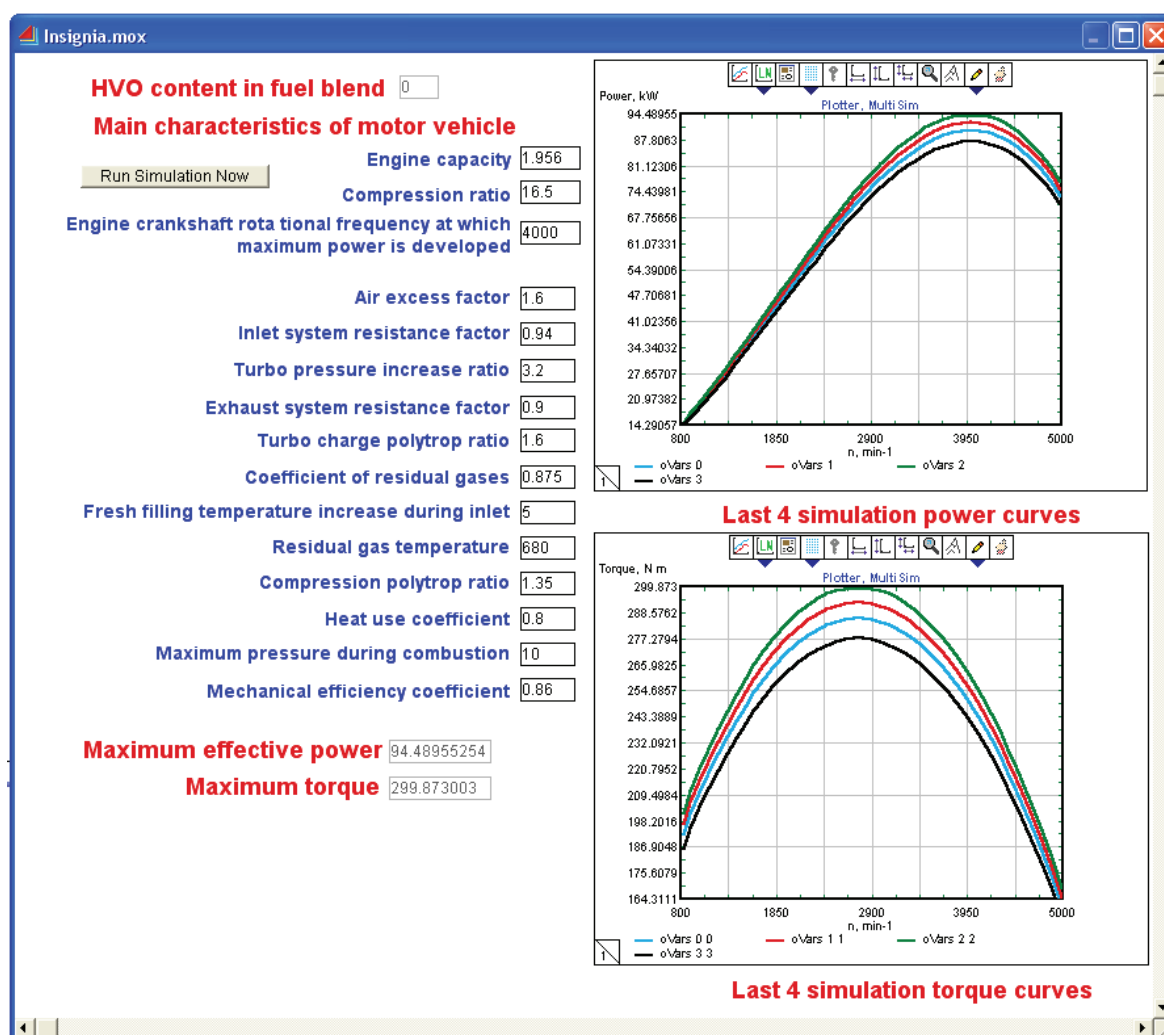 Insignia.mox
HVO content in fuel blend 0
Main characteristics of motor vehicle
Run Simulation Now
Engine capacity 1.956
Compression ratio 16.5
Engine crankshaft rota tional frequency at which
maximum power is developed 4000
Air excess factor 1.6
Inlet system resistance factor 0.94
Turbo pressure increase ratio 3.2
Exhaust system resistance factor 0.9
Turbo charge polytrop ratio 1.6
Coefficient of residual gases 0.875
Fresh filling temperature increase during inlet 5
Residual gas temperature 680
Compression polytrop ratio 1.35
Heat use coefficient 0.8
Maximum pressure during combustion 10
Mechanical efficiency coefficient 0.86
Maximum effective power 94.48955254
Maximum torque 299.873003
LN
Power, kW
Plotter, Multi Sim
94.48955
87.8063
81.12306
74.43981
67.75656
61.07331
54.39006
47.70681
41.02356
34.34032
27.65707
20.97382
14.29057
800 1850 2900 3950 5000
n, min-1
oVars 0 oVars 1 oVars 2
oVars 3
1
Last 4 simulation power curves
LN
Torque, N m
Plotter, Multi Sim
299.873
288.5762
277.2794
265.9825
254.6857
243.3889
232.0921
220.7952
209.4984
198.2016
186.9048
175.6079
164.3111
800 1850 2900 3950 5000
n, min-1
oVars 0 0 oVars 1 1 oVars 2 2
oVars 3 3
1
Last 4 simulation torque curves